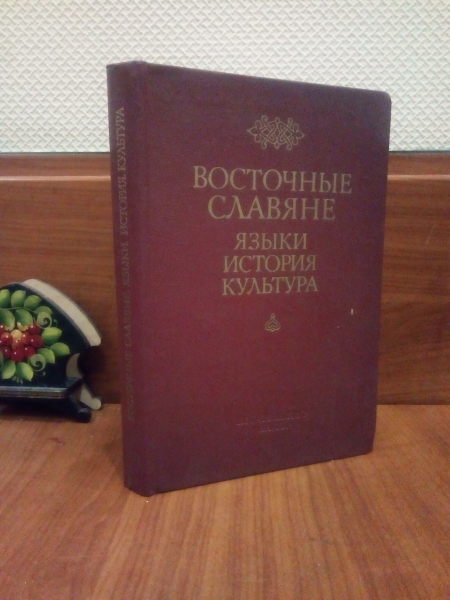 ВОСТОЧНЫЕ
СЛАВЯНЕ
ЯЗЫКИ
ИСТОРИЯ
КУЛЬТУРА
ВОСТОЧНЫЕ СЛАВЯНЕ ЯЗЫКИ ИСТОРИЯ КУЛЬТУРА